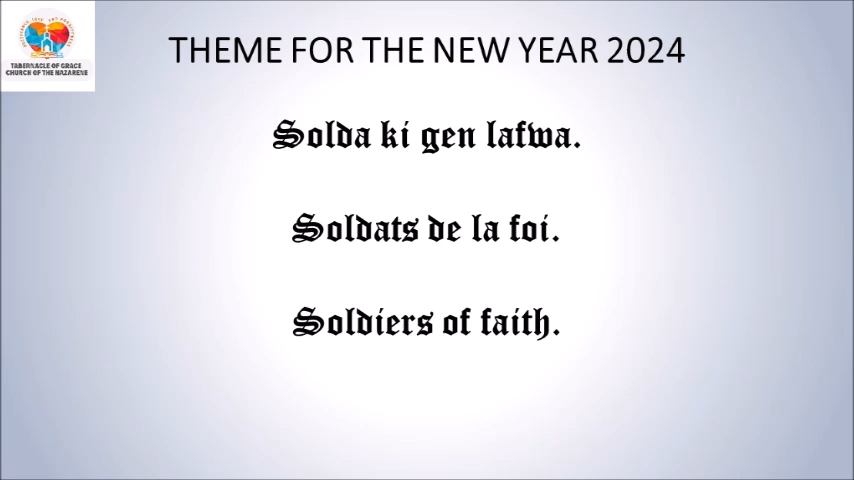 TABERNACLE OF GRACE
CHURCH OF THE NAZARENE
THEME FOR THE NEW YEAR 2024
Solda ki gen lafwa.
Soldats de la foi.
Soldiers of faith.